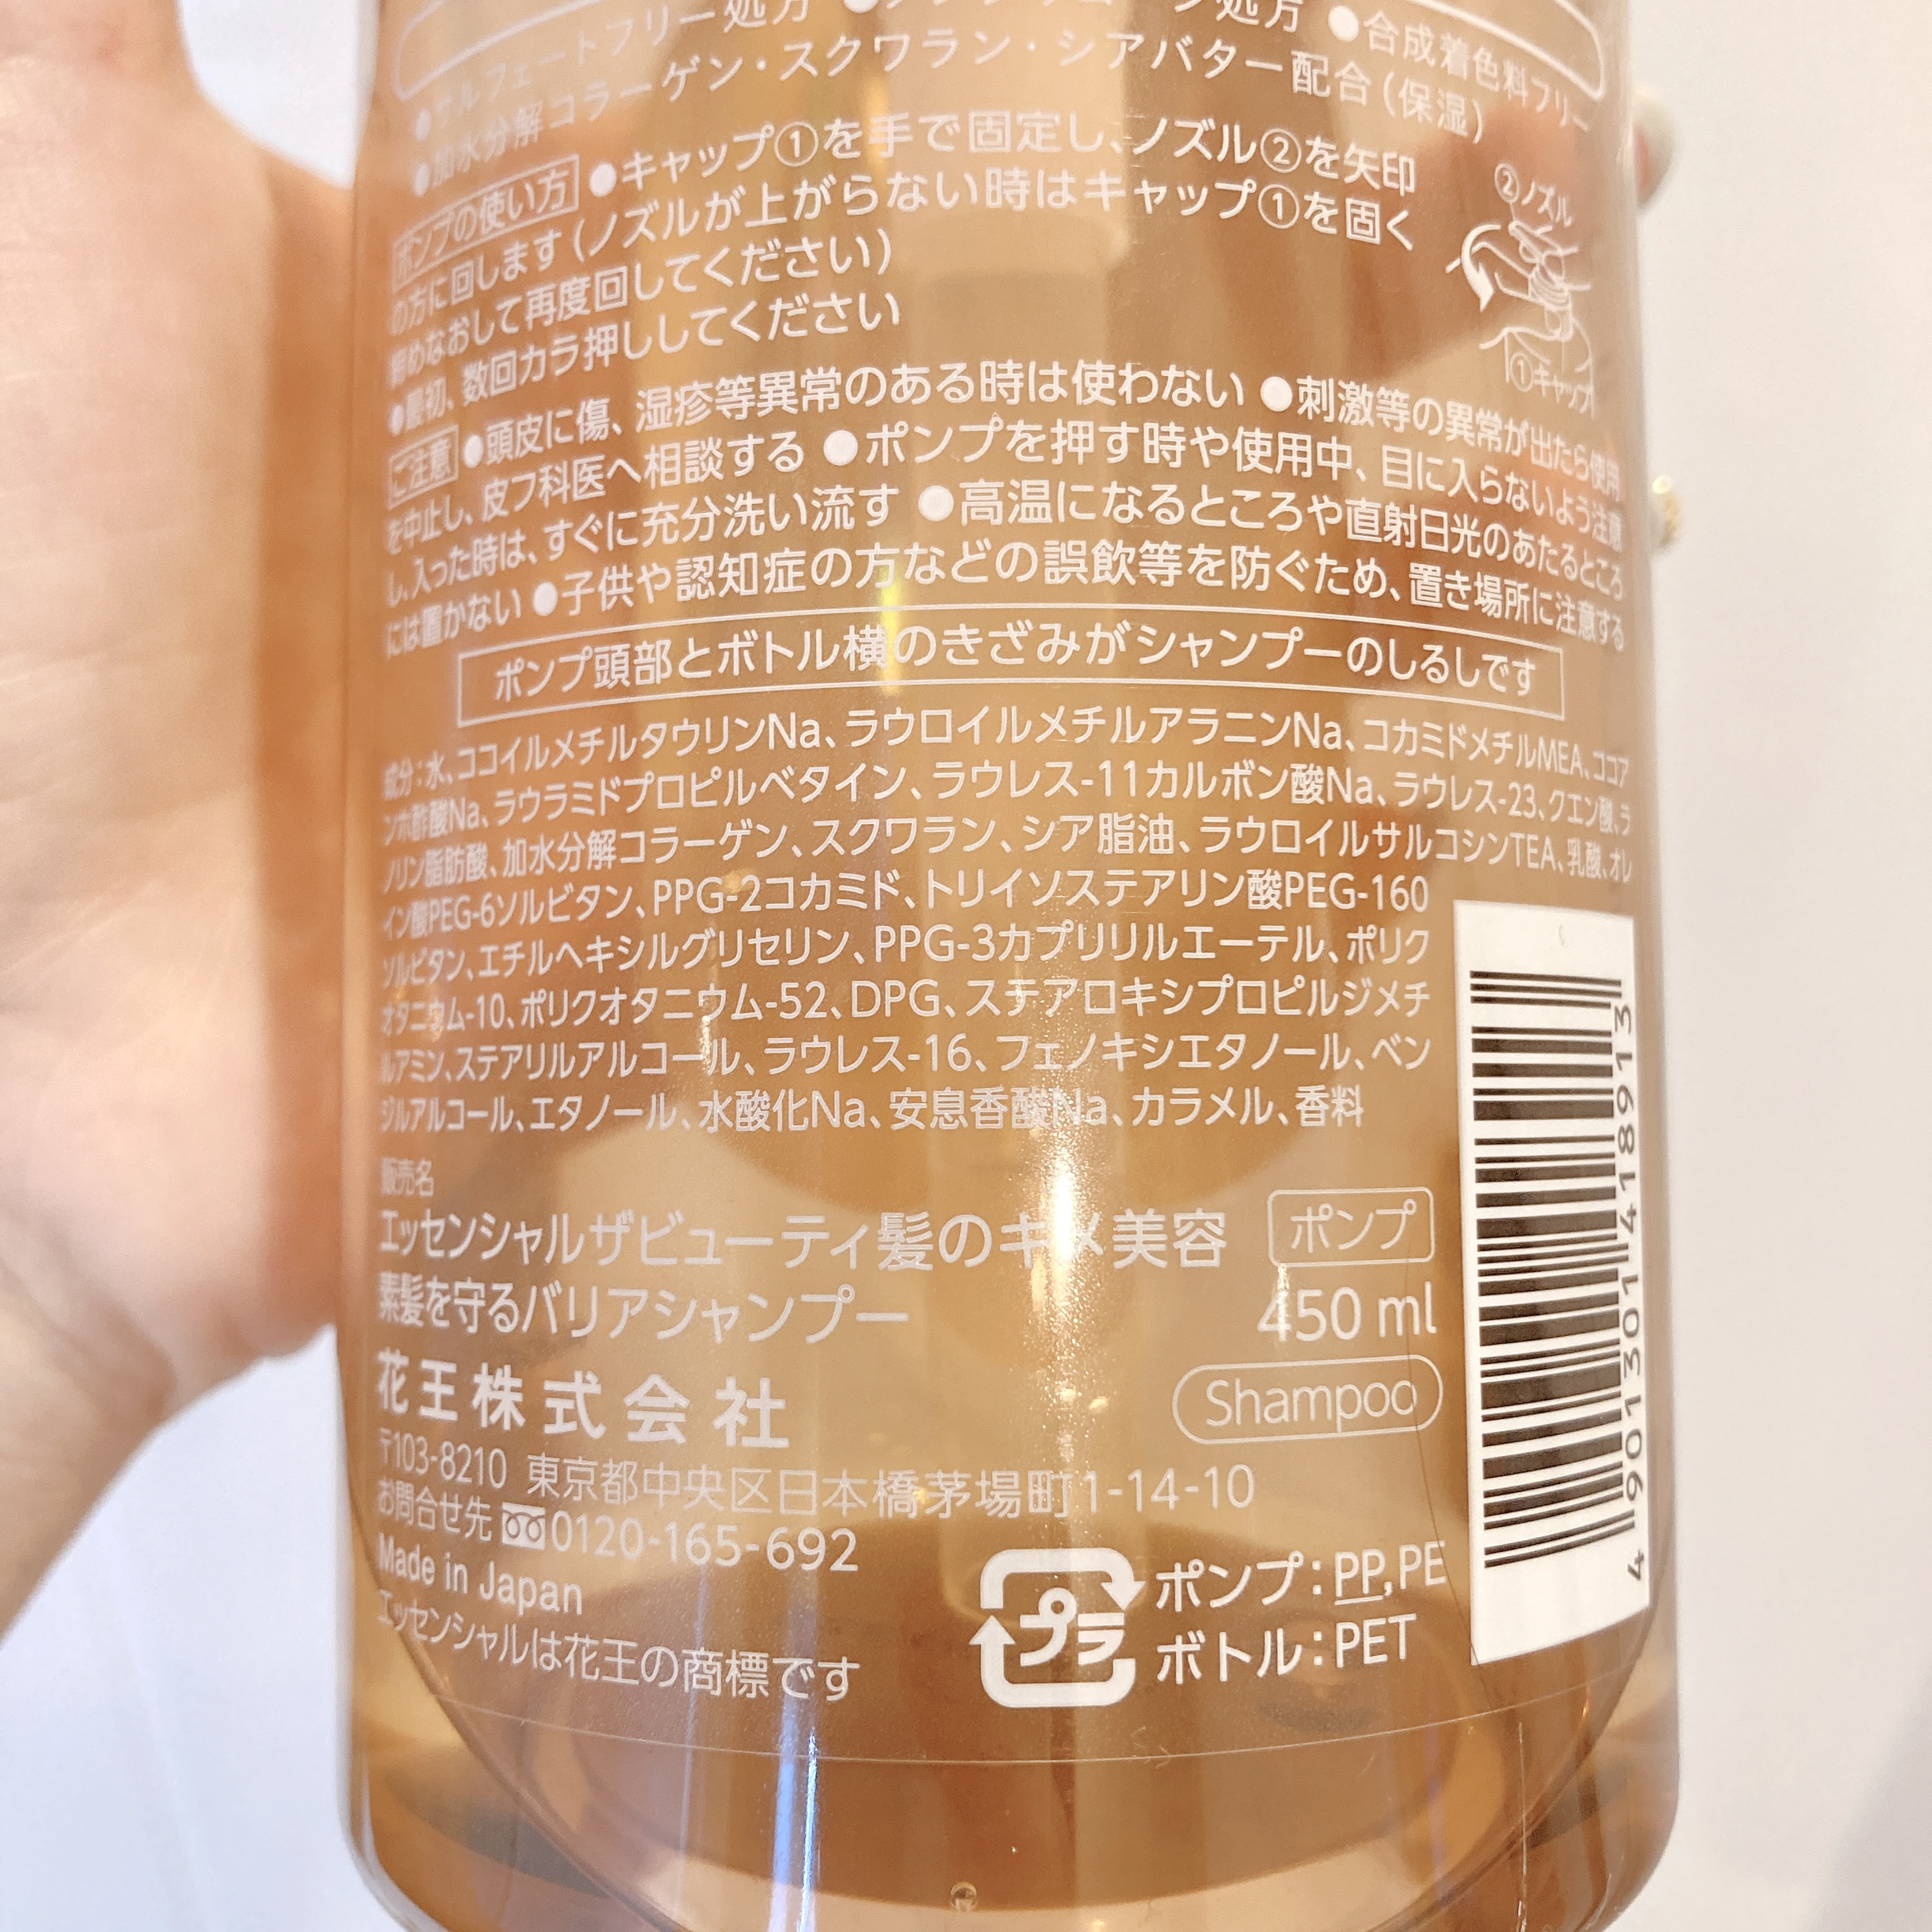 ●サルフェートフリー処方 ● 処方 ●合成着色料フリー
●加水分解コラーゲン・スクワラン・シアバター配合(保湿)
ポンプの使い方 ●キャップ①を手で固定し、ノズル②を矢印
の方に回します(ノズルが上がらない時はキャップ①を固く
締めなおして再度回してください)
●最初、数回カラ押ししてください
②ノズル
①キャップ
ご注意 ●頭皮に傷、湿疹等異常のある時は使わない ●刺激等の異常が出たら使用
を中止し、皮フ科医へ相談する ●ポンプを押す時や使用中、目に入らないよう注意
し、入った時は、すぐに充分洗い流す ●高温になるところや直射日光のあたるところ
には置かない ●子供や認知症の方などの誤飲等を防ぐため、置き場所に注意する
ポンプ頭部とボトル横のきざみがシャンプーのしるしです
成分:水、ココイルメチルタウリンNa、ラウロイルメチルアラニンNa、コカミドメチルMEA、ココア
ンホ酢酸Na、ラウラミドプロピルベタイン、ラウレス-11カルボン酸Na、ラウレス-23、クエン酸、ラ
ノリン脂肪酸、加水分解コラーゲン、スクワラン、シア脂油、ラウロイルサルコシンTEA、乳酸、オレ
イン酸PEG-6ソルビタン、PPG-2コカミド、トリイソステアリン酸PEG-160
ソルビタン、エチルヘキシルグリセリン、PPG-3カプリリルエーテル、ポリク
オタニウム-10、ポリクオタニウム-52、DPG、ステアロキシプロピルジメチ
ルアミン、ステアリルアルコール、ラウレス-16、フェノキシエタノール、ベン
ジルアルコール、エタノール、水酸化Na、安息香酸Na、カラメル、香料
販売名
エッセンシャルザビューティ髪のキメ美容 ポンプ
素髪を守るバリアシャンプー 450 ml
花王株式会社 Shampoo
〒103-8210 東京都中央区日本橋茅場町1-14-10
お問合せ先 0120-165-692
Made in Japan
エッセンシャルは花王の商標です
プラ
ポンプ:PP,PE
ボトル:PET
4901301418913